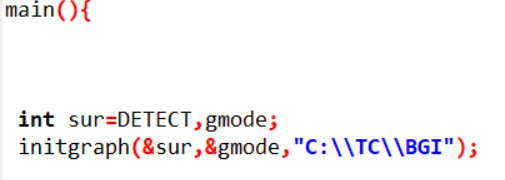 main(){
int sur=DETECT,gmode;
initgraph(&sur,&gmode,"C:\\TC\\BGI");